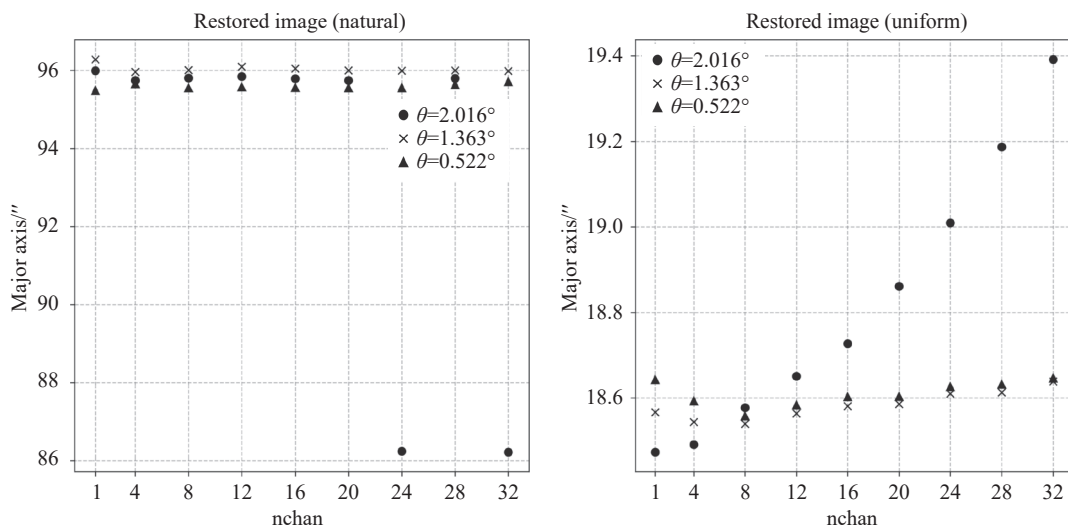 Restored image (natural)
96
94
92
90
88
86
Major axis/″
θ=2.016°
θ=1.363°
θ=0.522°
1 4 8 12 16 20 24 28 32
nchan
Restored image (uniform)
19.4
19.2
19.0
18.8
18.6
Major axis/″
θ=2.016°
θ=1.363°
θ=0.522°
1 4 8 12 16 20 24 28 32
nchan